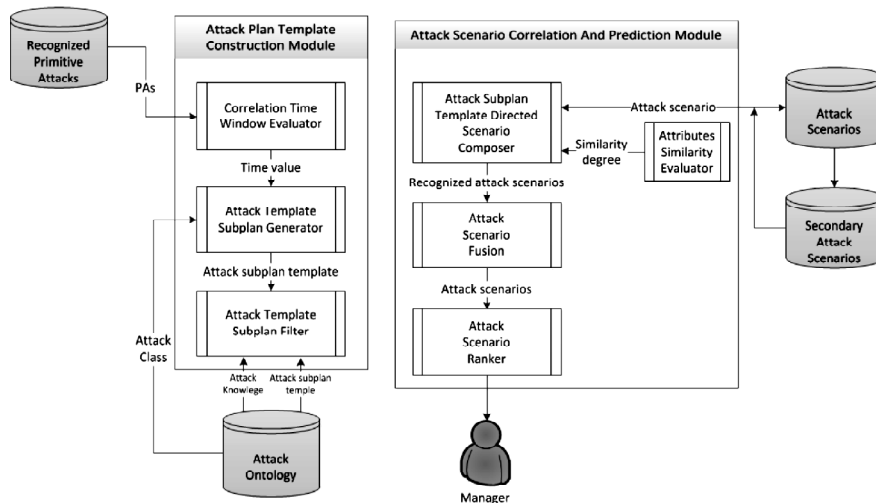 Recognized
Primitive
Attacks
PAs
Attack Plan Template
Construction Module
Correlation Time
Window Evaluator
Time value
Attack Template
Subplan Generator
Attack subplan template
Attack Template
Subplan Filter
Attack
Class
Attack
Knowlege
Attack subplan
temple
Attack
Ontology
Attack Scenario Correlation And Prediction Module
Attack Subplan
Template Directed
Scenario
Composer
Similarity
degree
Attributes
Similarity
Evaluator
Recognized attack scenarios
Attack
Scenario
Fusion
Attack scenarios
Attack
Scenario
Ranker
Manager
Attack scenario
Attack
Scenarios
Secondary
Attack
Scenarios